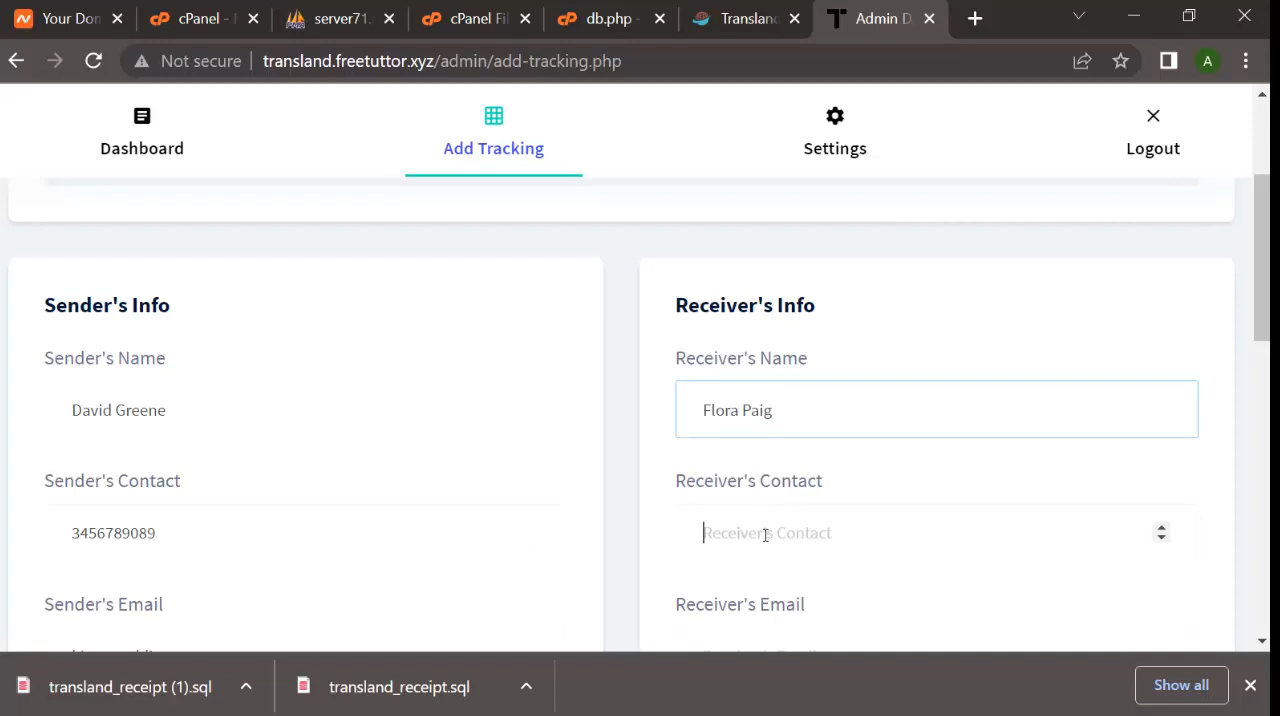 Your Don
cPanel - 
server71.
cPanel Fil
db.php -
Transland
Admin D
Not secure
transland.freetuttor.xyz/admin/add-tracking.php
A
Dashboard
Add Tracking
Settings
Logout
Sender's Info
Receiver's Info
Sender's Name
Receiver's Name
David Greene
Flora Paig
Sender's Contact
Receiver's Contact
3456789089
Receiver's Contact
Sender's Email
Receiver's Email
transland_receipt (1).sql
transland_receipt.sql
Show all